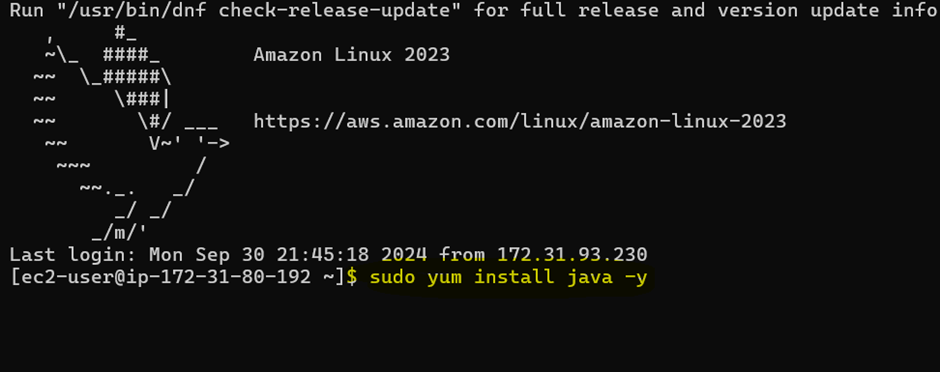 Run "/usr/bin/dnf check-release-update" for full release and version update info
   ,     #_
   ~\_  ####_        Amazon Linux 2023
  ~~  \_#####\
  ~~     \###|
  ~~       \#/ ___   https://aws.amazon.com/linux/amazon-linux-2023
   ~~       V~' '->
    ~~~         /
      ~~._.   _/
         _/ _/
       _/m/'
Last login: Mon Sep 30 21:45:18 2024 from 172.31.93.230
[ec2-user@ip-172-31-80-192 ~]$ sudo yum install java -y